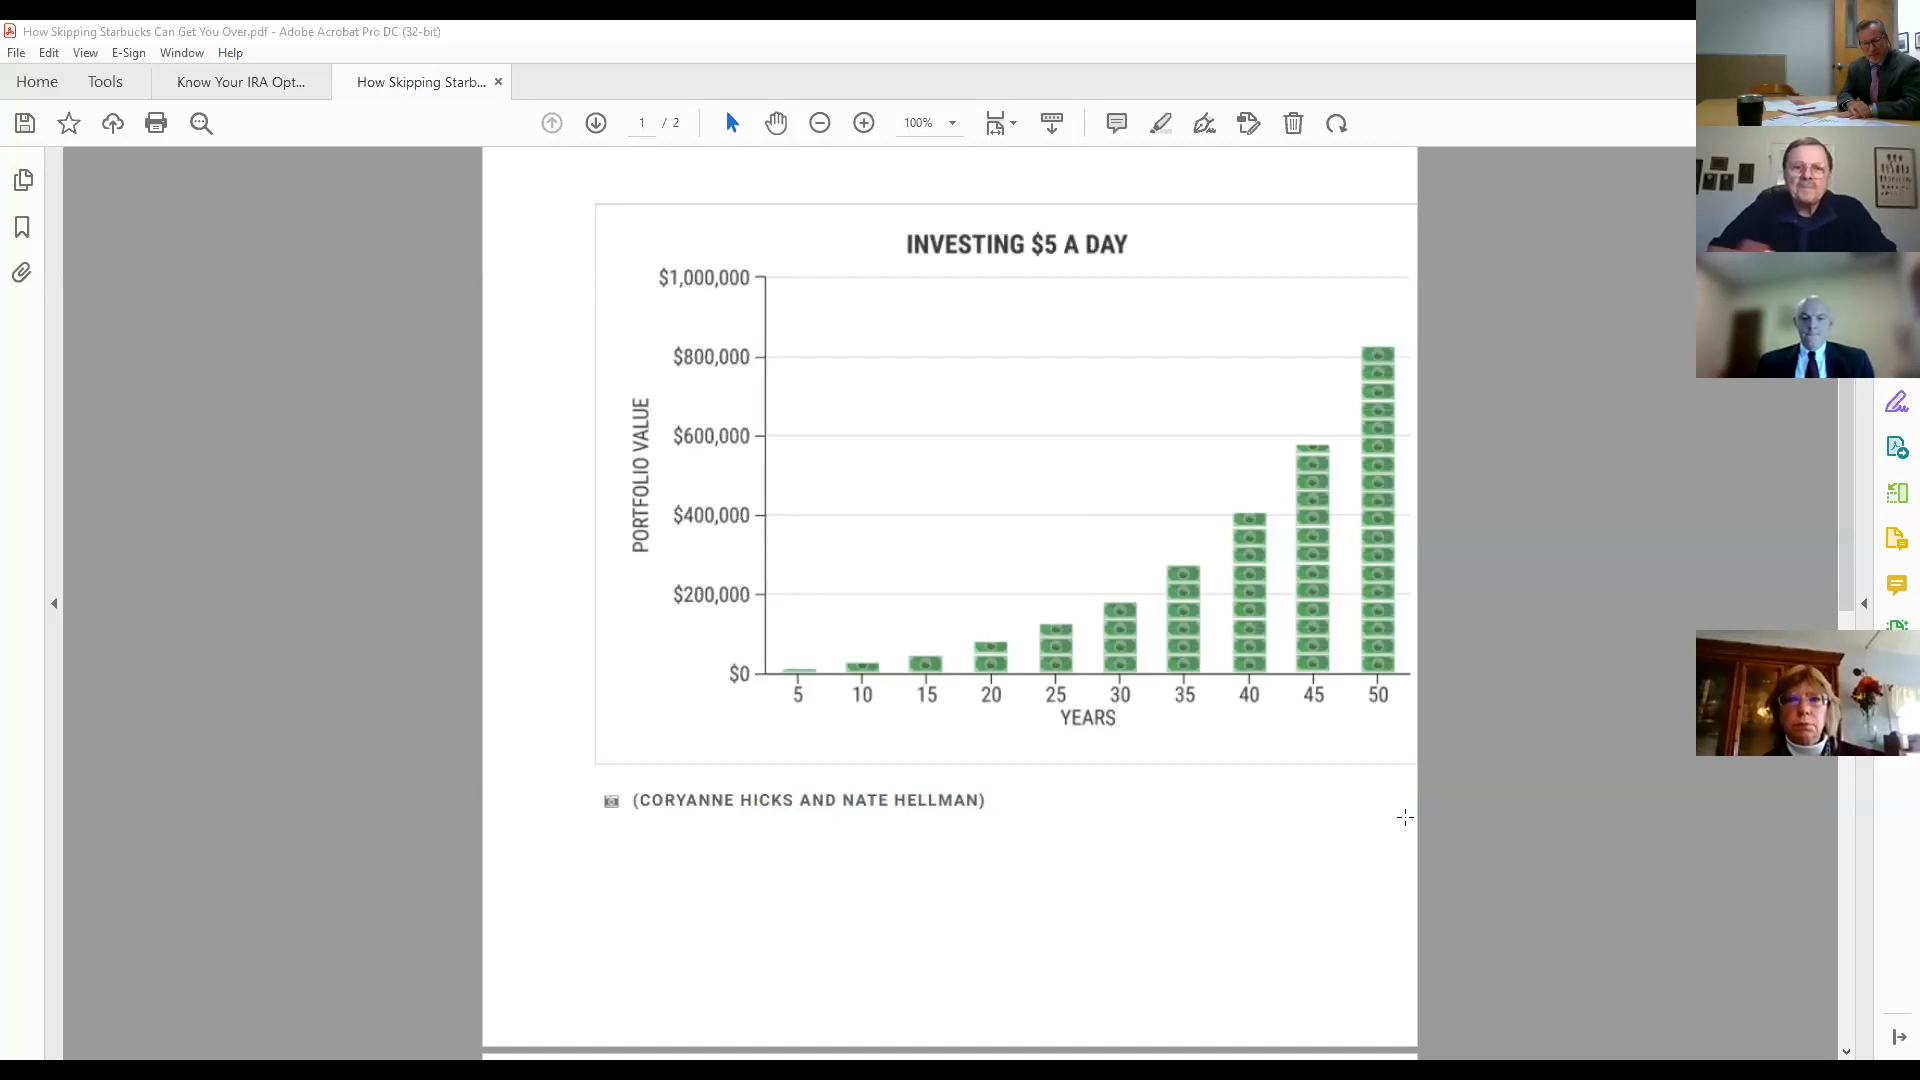 How Skipping Starbucks Can Get You Over.pdf - Adobe Acrobat Pro DC (32-bit)
File Edit View E-Sign Window Help
Home Tools Know Your IRA Opt... How Skipping Starb... ×
1 / 2 100%
INVESTING $5 A DAY
$1,000,000
$800,000
$600,000
$400,000
$200,000
$0
PORTFOLIO VALUE
5 10 15 20 25 30 35 40 45 50
YEARS
(CORYANNE HICKS AND NATE HELLMAN)